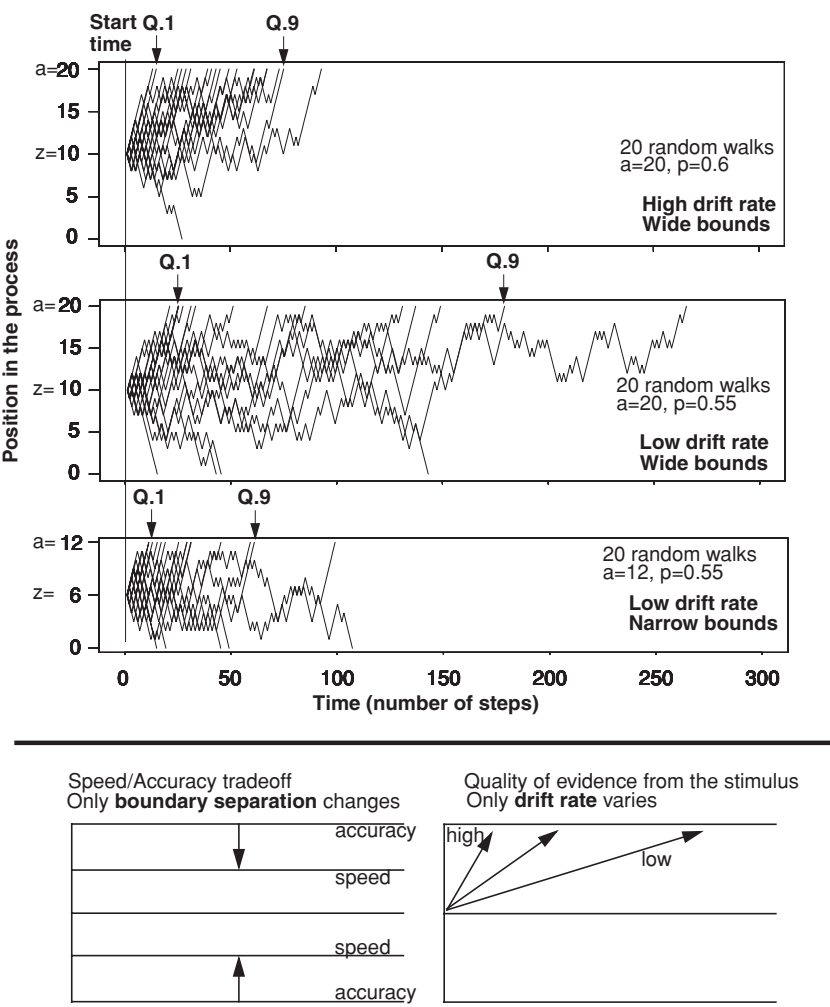 Start
time
Q.1
Q.9
a=20
15
z=10
5
0
20 random walks
a=20, p=0.6
High drift rate
Wide bounds
Q.1
Q.9
a=20
15
z= 10
5
0
20 random walks
a=20, p=0.55
Low drift rate
Wide bounds
Q.1
Q.9
a= 12
z= 6
0
20 random walks
a=12, p=0.55
Low drift rate
Narrow bounds
Position in the process
0 50 100 150 200 250 300
Time (number of steps)
Speed/Accuracy tradeoff
Only boundary separation changes
accuracy
speed
speed
accuracy
Quality of evidence from the stimulus
Only drift rate varies
high
low